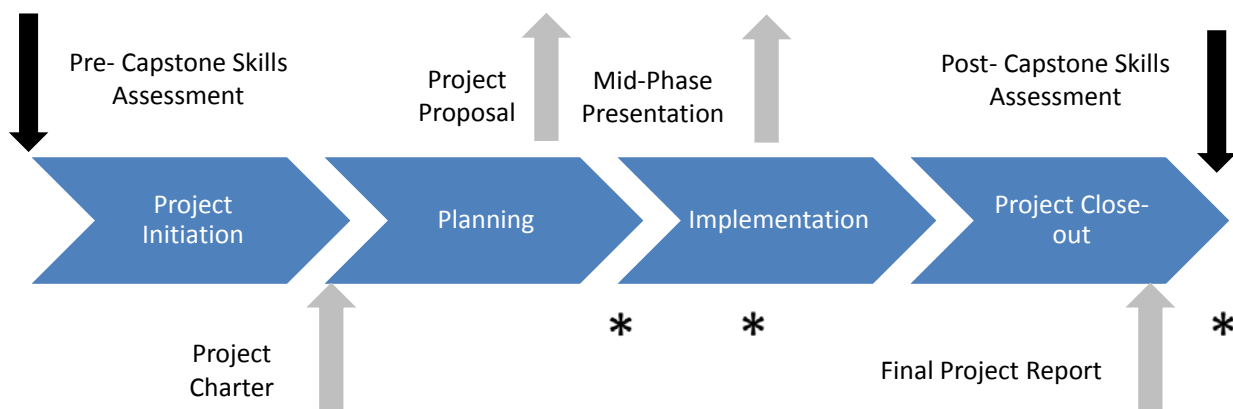 Pre- Capstone Skills
Assessment
Project
Proposal
Mid-Phase
Presentation
Post- Capstone Skills
Assessment
Project
Initiation
Planning
Implementation
Project Close-
out
*
*
*
Project
Charter
Final Project Report